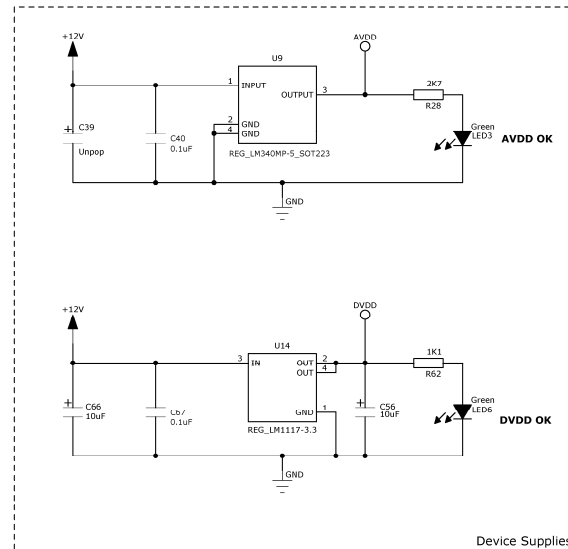 +12V
AVDD
U9
1 INPUT
OUTPUT 3
2K7
R28
2 GND
4 GND
C39
Unpop
C40
0.1uF
Green
LED3
AVDD OK
REG_LM340MP-5_SOT223
GND
+12V
DVDD
U14
3 IN
OUT 2
OUT 4
1K1
R62
GND 1
C66
10uF
C67
0.1uF
C56
10uF
Green
LED6
DVDD OK
REG_LM1117-3.3
GND
Device Supplies